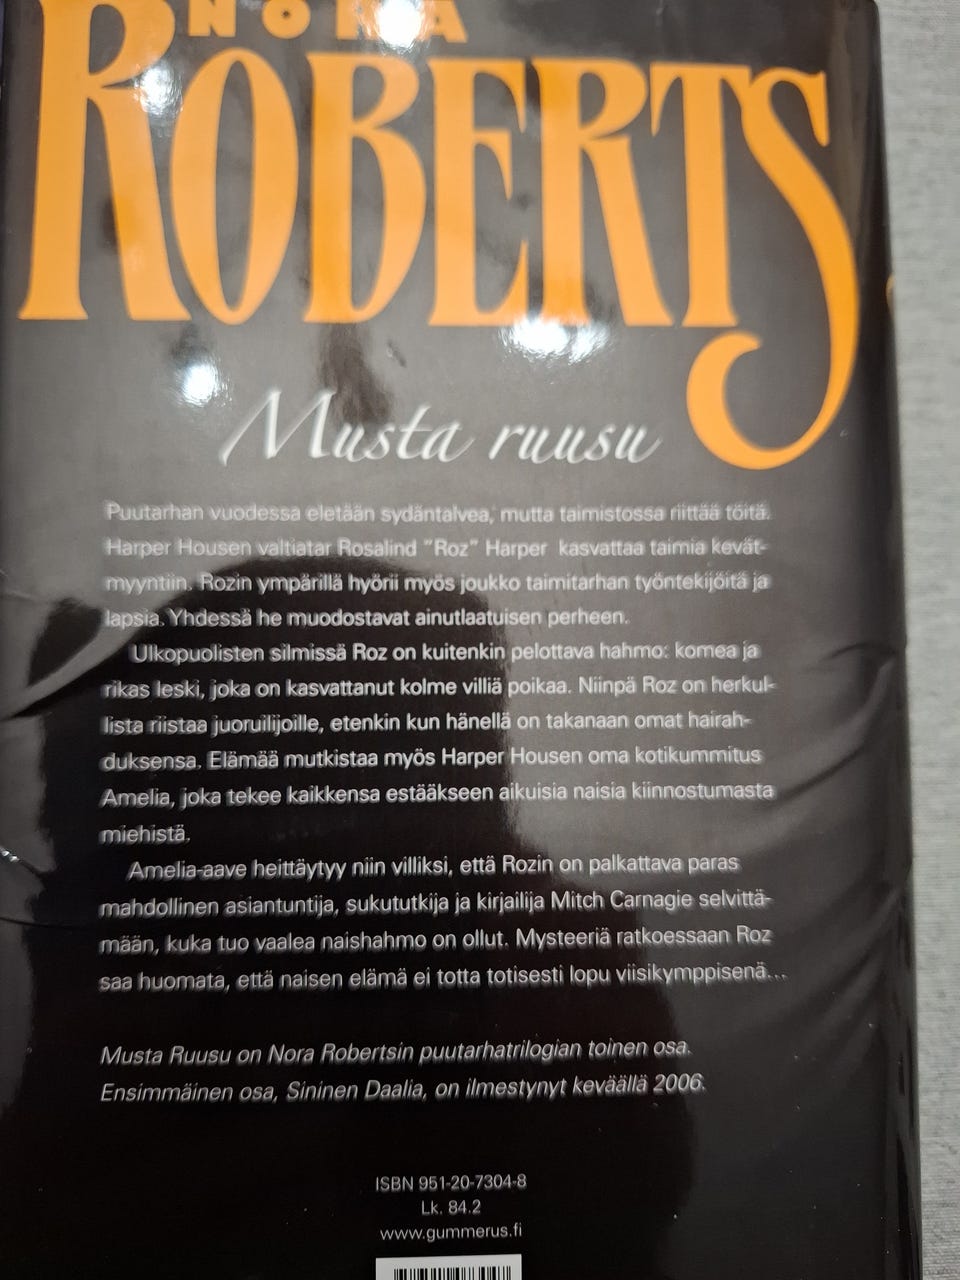 NORA
ROBERTS
Musta ruusu
Puutarhan vuodessa eletään sydäntalvea, mutta taimistossa riittää töitä.
Harper Housen valtiatar Rosalind "Roz" Harper kasvattaa taimia kevät-
myyntiin. Rozin ympärillä hyörii myös joukko taimitarhan työntekijöitä ja
lapsia. Yhdessä he muodostavat ainutlaatuisen perheen.
Ulkopuolisten silmissä Roz on kuitenkin pelottava hahmo: komea ja
rikas leski, joka on kasvattanut kolme villiä poikaa. Niinpä Roz on herkul-
lista riistaa juoruilijoille, etenkin kun hänellä on takanaan omat hairah-
duksensa. Elämää mutkistaa myös Harper Housen oma kotikummitus
Amelia, joka tekee kaikkensa estääkseen aikuisia naisia kiinnostumasta
miehistä.
Amelia-aave heittäytyy niin villiksi, että Rozin on palkattava paras
mahdollinen asiantuntija, sukututkija ja kirjailija Mitch Carnagie selvittä-
mään, kuka tuo vaalea naishahmo on ollut. Mysteeriä ratkoessaan Roz
saa huomata, että naisen elämä ei totta totisesti lopu viisikymppisenä...
Musta Ruusu on Nora Robertsin puutarhatrilogian toinen osa.
Ensimmäinen osa, Sininen Daalia, on ilmestynyt keväällä 2006.
ISBN 951-20-7304-8
Lk. 84.2
www.gummerus.fi